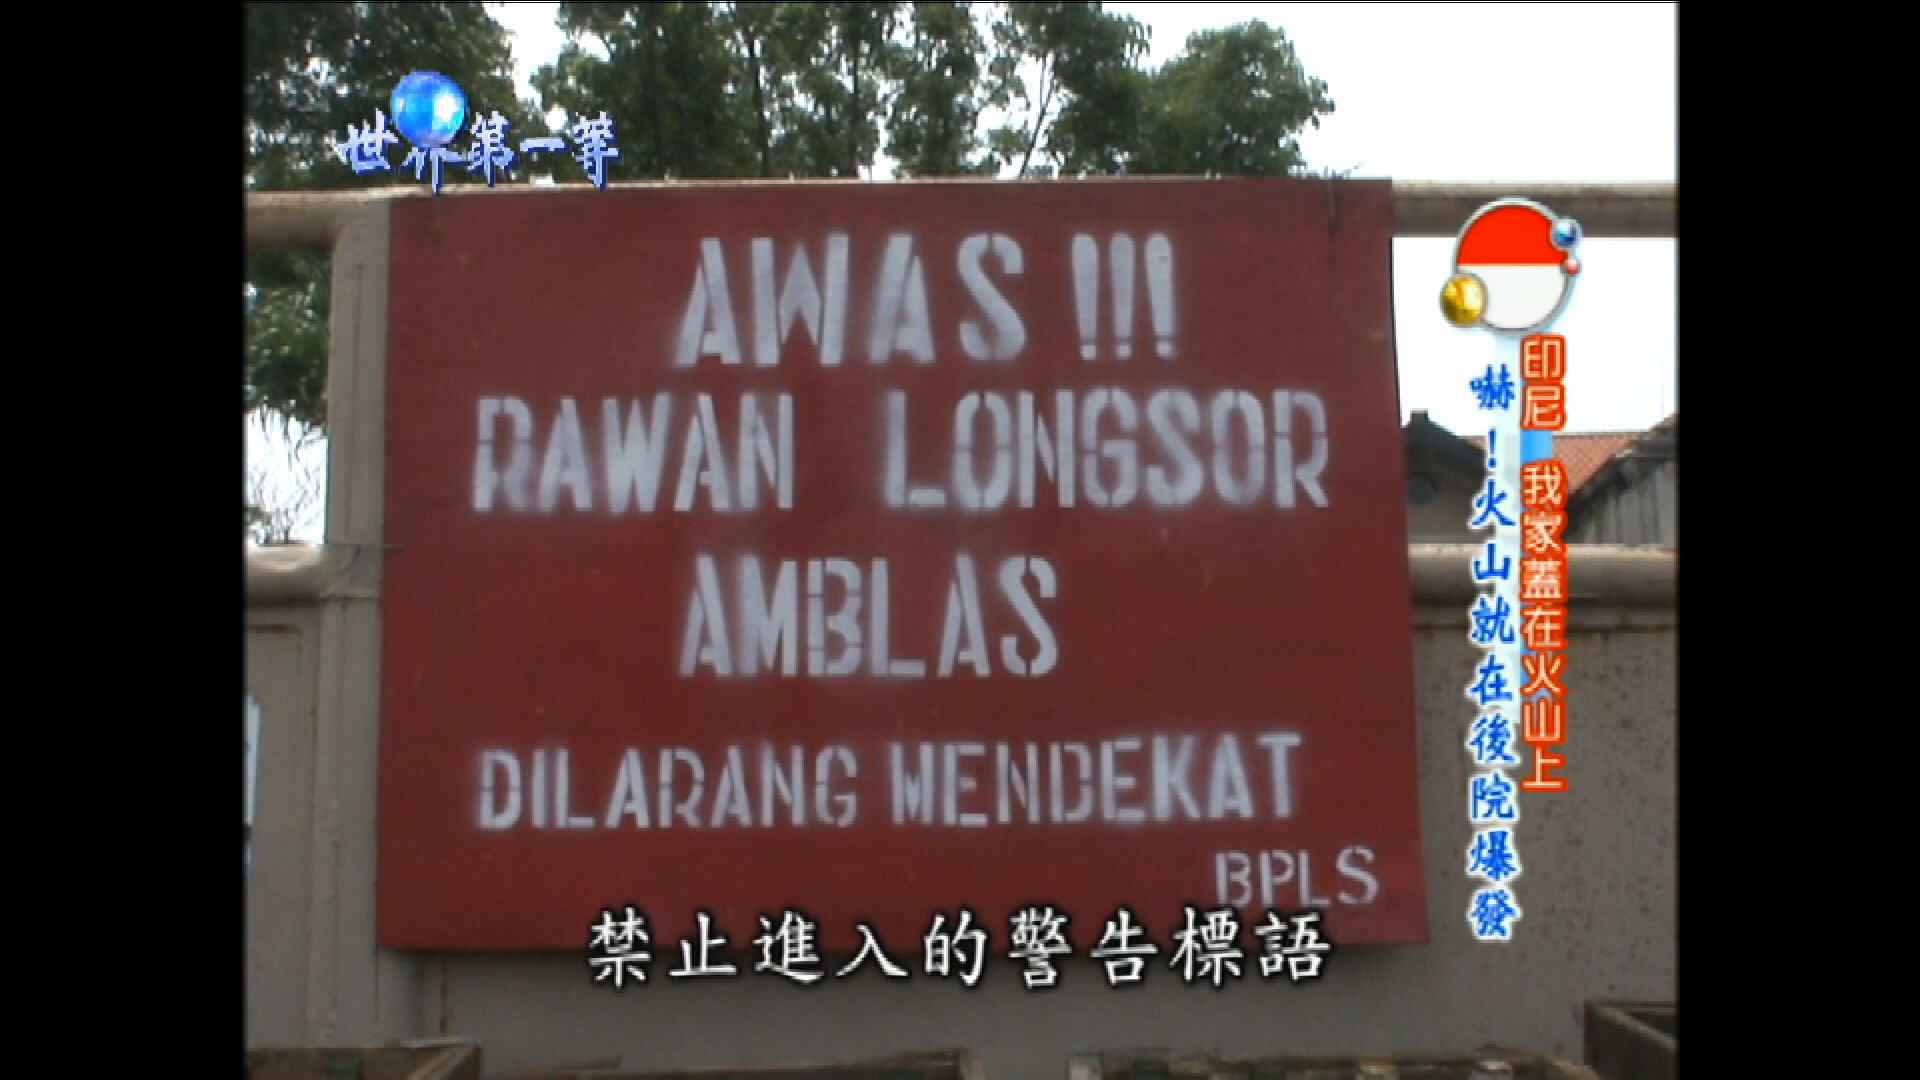 世界第一等
AWAS !!!
RAWAN LONGSOR
AMBLAS
DILARANG MENDEKAT
BPLS
印尼 我家蓋在火山上
嚇！火山就在後院爆發
禁止進入的警告標語